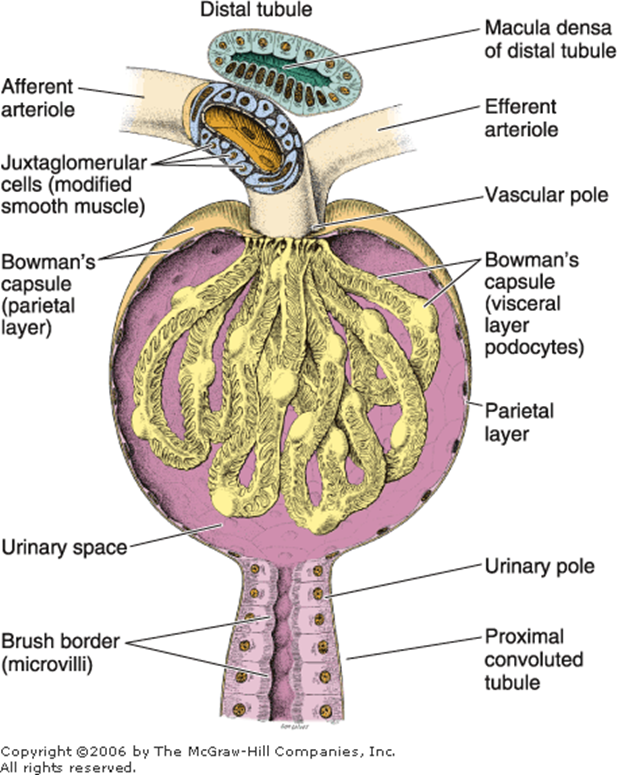 Distal tubule
Macula densa
of distal tubule
Afferent
arteriole
Efferent
arteriole
Juxtaglomerular
cells (modified
smooth muscle)
Vascular pole
Bowman's
capsule
(parietal
layer)
Bowman's
capsule
(visceral
layer
podocytes)
Parietal
layer
Urinary space
Urinary pole
Brush border
(microvilli)
Proximal
convoluted
tubule
Copyright ©2006 by The McGraw-Hill Companies, Inc.
All rights reserved.